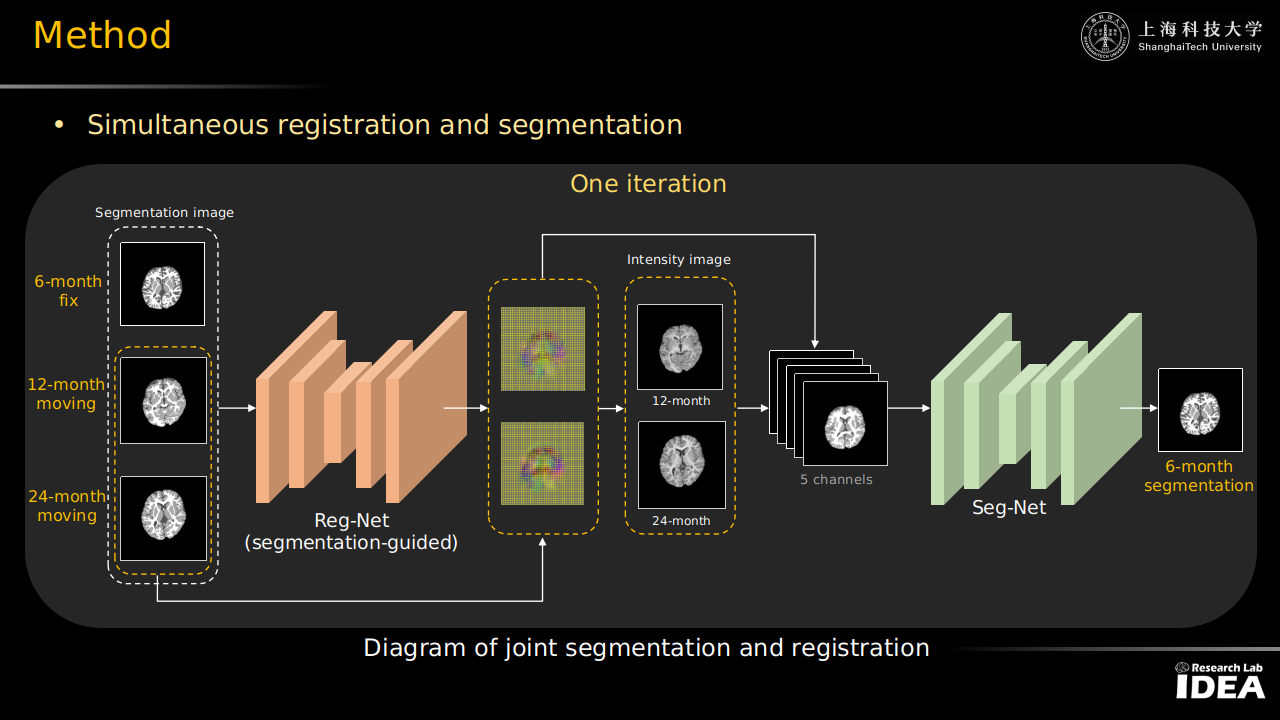 Method
上海科技大学
ShanghaiTech University
• Simultaneous registration and segmentation
One iteration
Segmentation image
6-month
fix
12-month
moving
24-month
moving
Reg-Net
(segmentation-guided)
Intensity image
12-month
24-month
5 channels
Seg-Net
6-month
segmentation
Diagram of joint segmentation and registration
Research Lab
IDEA